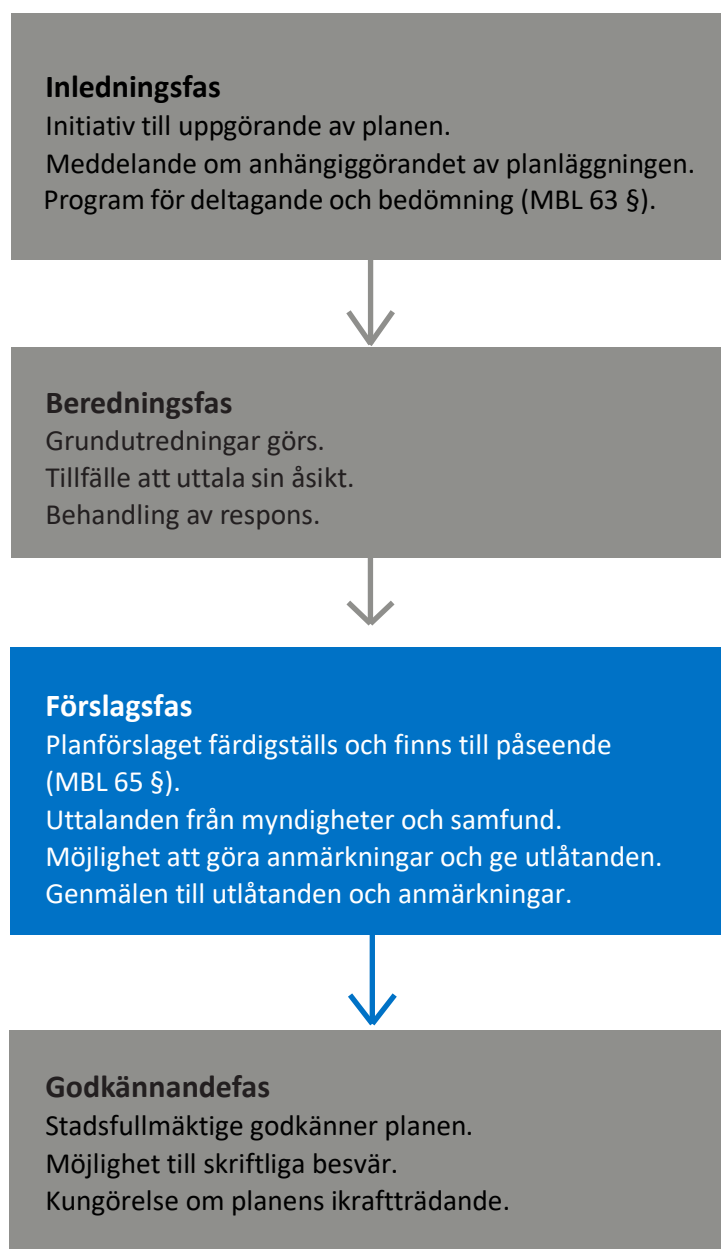 Inledningsfas
Initiativ till uppgörande av planen.
Meddelande om anhängiggörandet av planläggningen.
Program för deltagande och bedömning (MBL 63 §).
Beredningsfas
Grundutredningar görs.
Tillfälle att uttala sin åsikt.
Behandling av respons.
Förslagsfas
Planförslaget färdigställs och finns till påseende
(MBL 65 §).
Uttalanden från myndigheter och samfund.
Möjlighet att göra anmärkningar och ge utlåtanden.
Genmälen till utlåtanden och anmärkningar.
Godkännandefas
Stadsfullmäktige godkänner planen.
Möjlighet till skriftliga besvär.
Kungörelse om planens ikraftträdande.